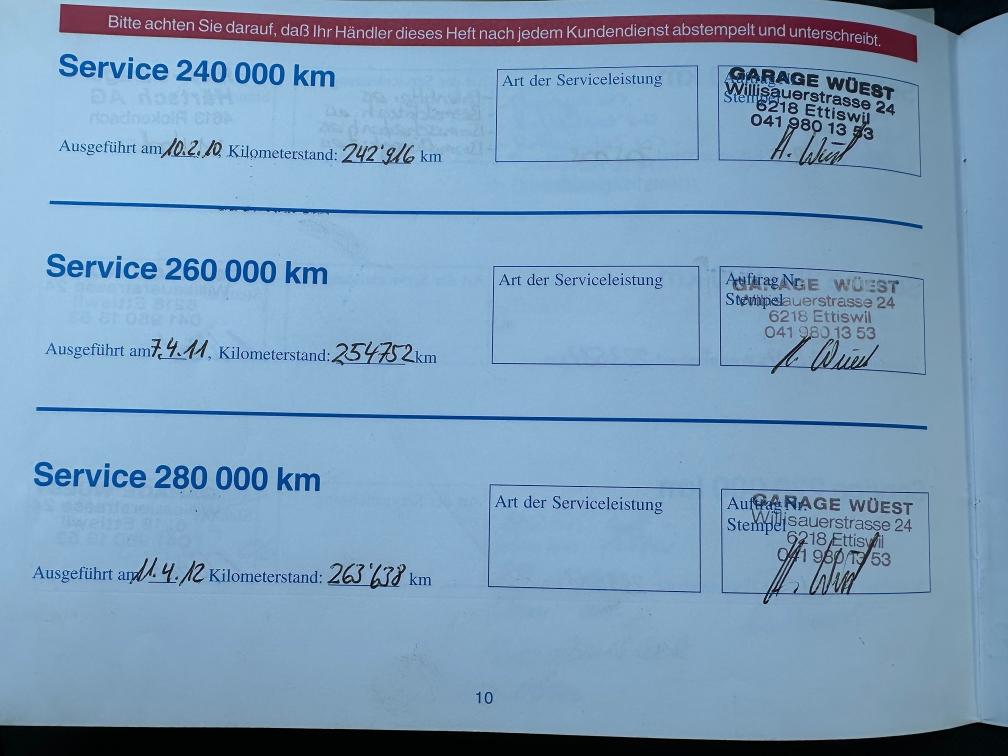 Bitte achten Sie darauf, daß Ihr Händler dieses Heft nach jedem Kundendienst abstempelt und unterschreibt.
Service 240 000 km
Art der Serviceleistung
GARAGE WÜEST
Willisauerstrasse 24
Stempel
6218 Ettiswil
041 980 13 53
A. Wüest
Ausgeführt am 10.2.10, Kilometerstand: 242'916 km
Service 260 000 km
Art der Serviceleistung
Auftrag Nr.
GARAGE WÜEST
Stempel
Willisauerstrasse 24
6218 Ettiswil
041 980 13 53
A. Wüest
Ausgeführt am 7.4.11, Kilometerstand: 254752 km
Service 280 000 km
Art der Serviceleistung
Auftrag Nr.
GARAGE WÜEST
Stempel
Willisauerstrasse 24
6218 Ettiswil
041 980 13 53
A. Wüest
Ausgeführt am 11.4.12 Kilometerstand: 263'638 km
10